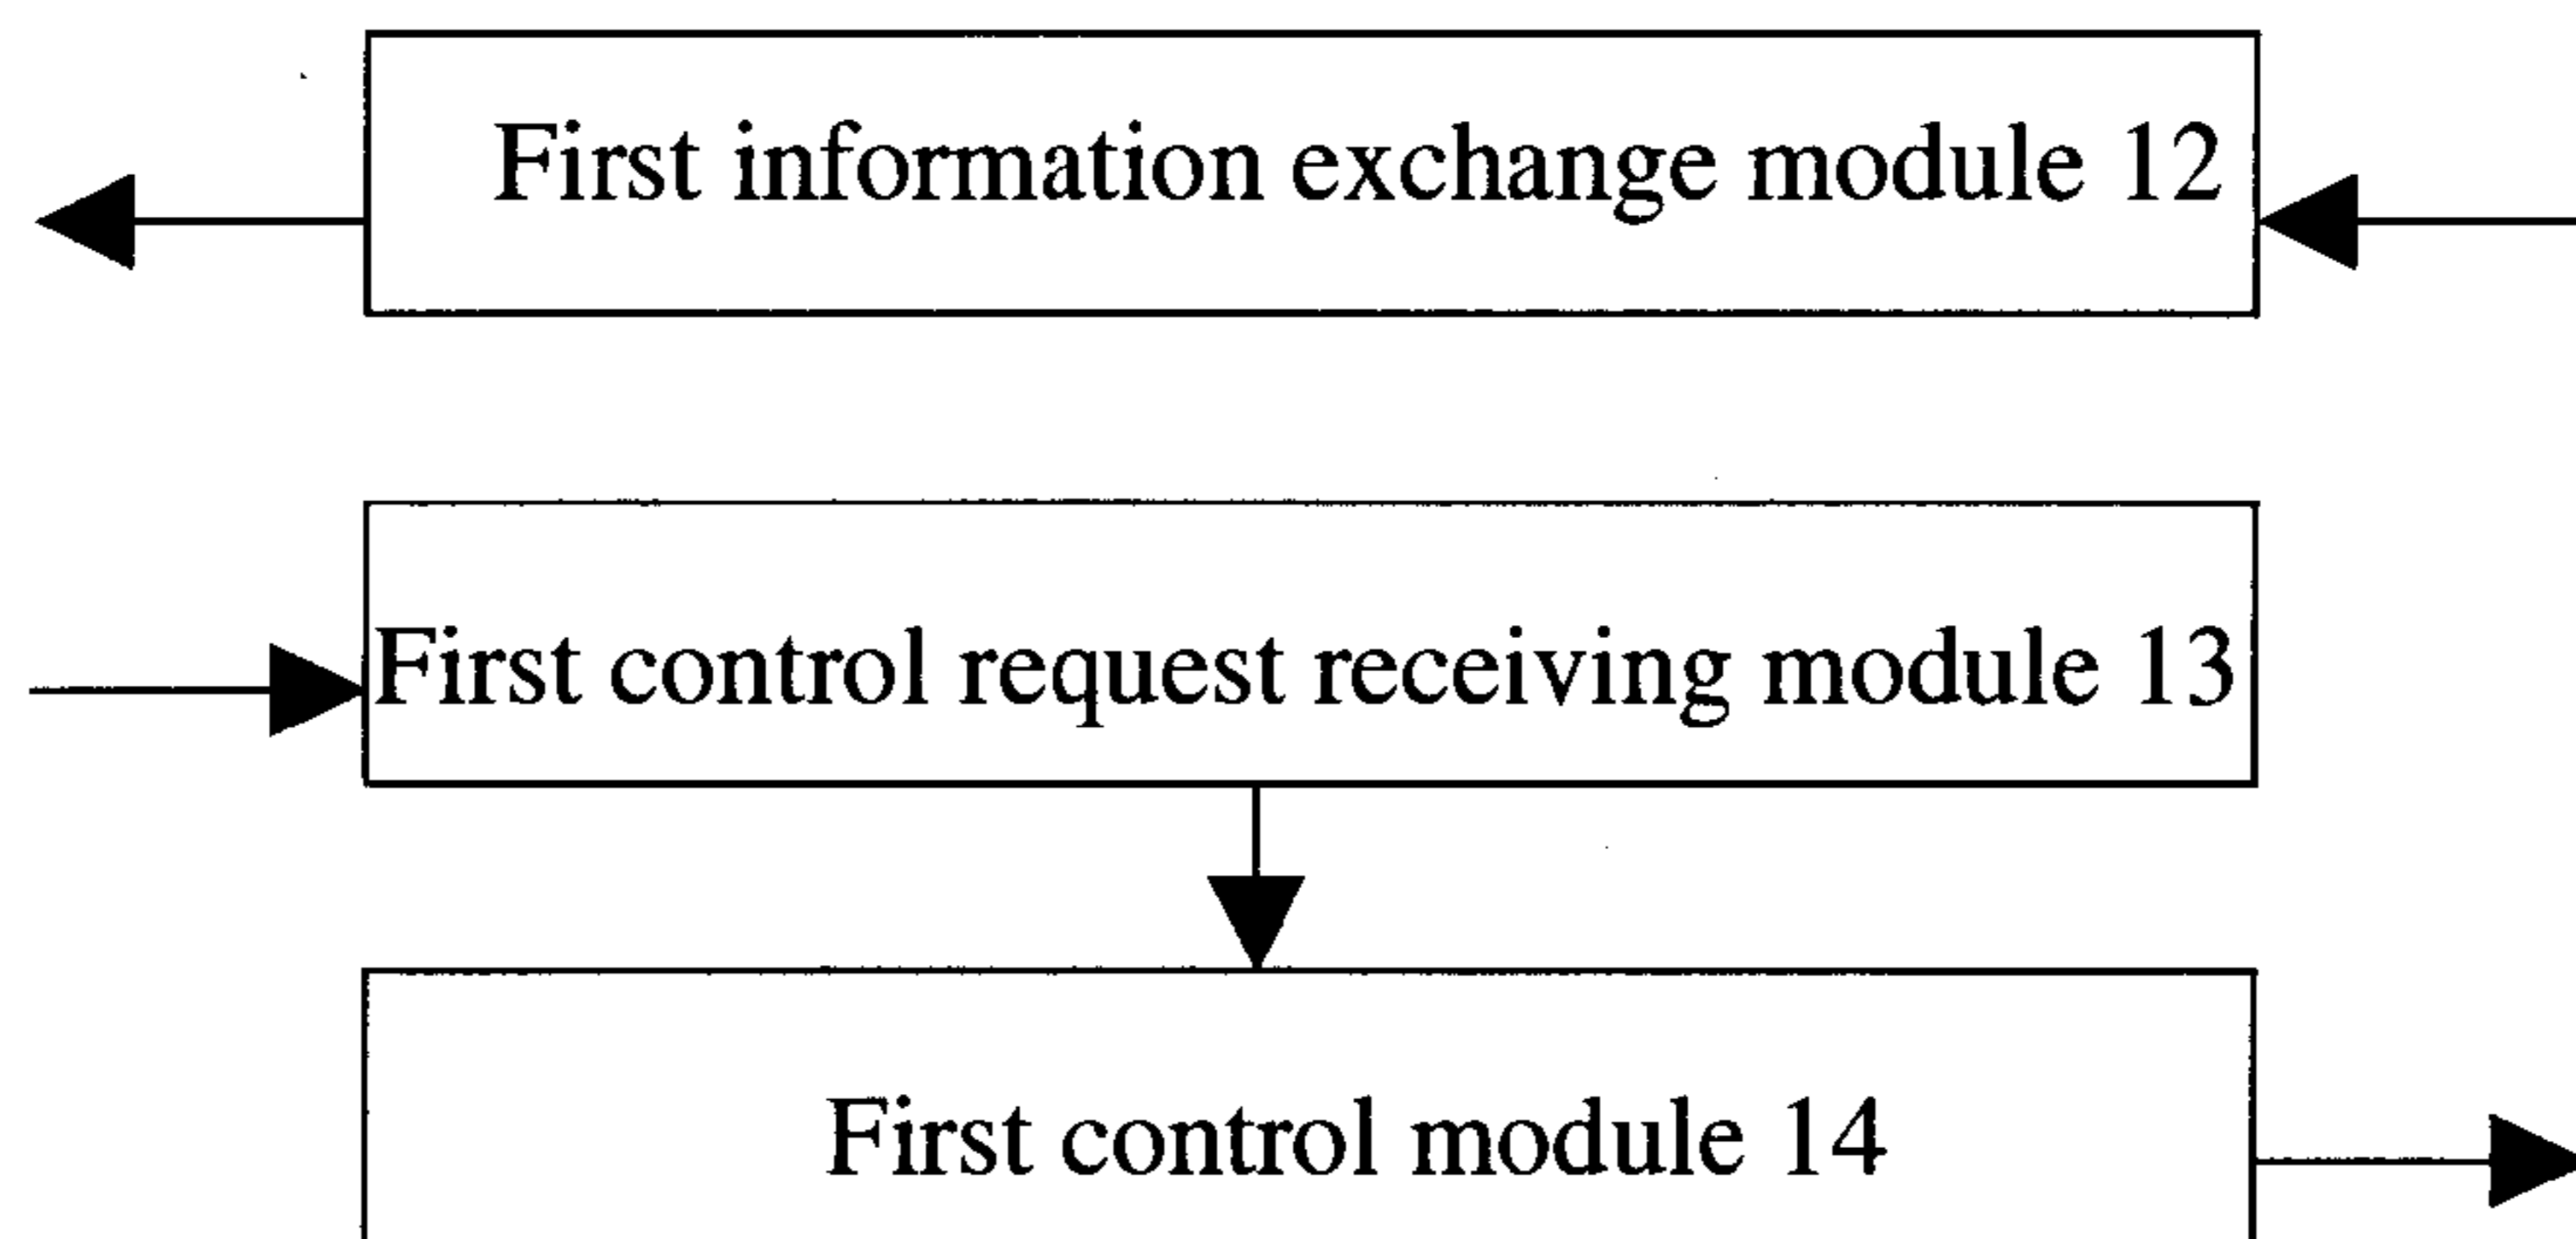 First information exchange module 12
First control request receiving module 13
First control module 14